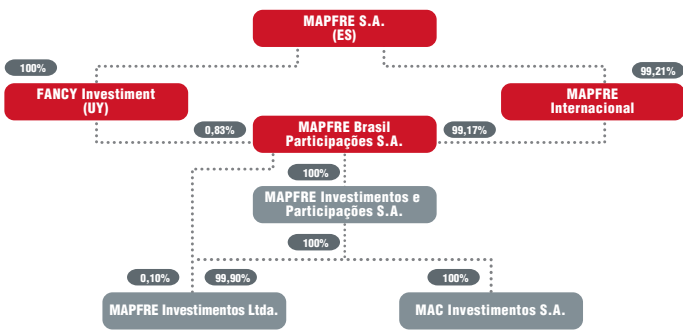 MAPFRE S.A.
(ES)
100%
99,21%
FANCY Investiment
(UY)
MAPFRE
Internacional
0,83%
MAPFRE Brasil
Participações S.A.
99,17%
100%
MAPFRE Investimentos e
Participações S.A.
100%
0,10%
99,90%
100%
MAPFRE Investimentos Ltda.
MAC Investimentos S.A.